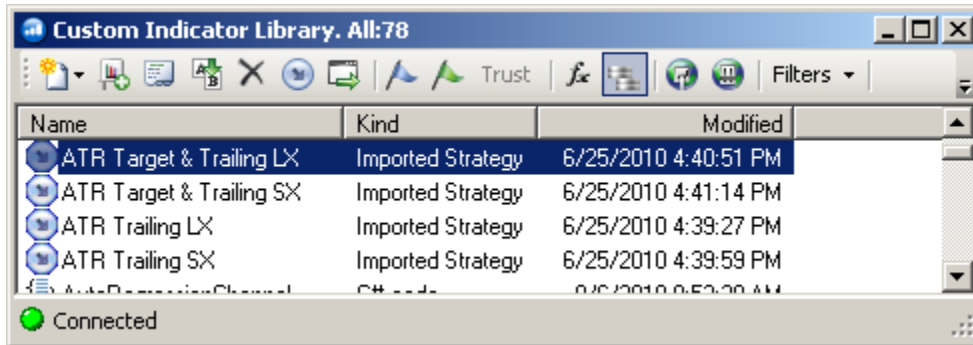 Custom Indicator Library. All:78
Trust fx Filters
Name Kind Modified
ATR Target & Trailing LX Imported Strategy 6/25/2010 4:40:51 PM
ATR Target & Trailing SX Imported Strategy 6/25/2010 4:41:14 PM
ATR Trailing LX Imported Strategy 6/25/2010 4:39:27 PM
ATR Trailing SX Imported Strategy 6/25/2010 4:39:59 PM
AutoRegressionChannel C# code
Connected